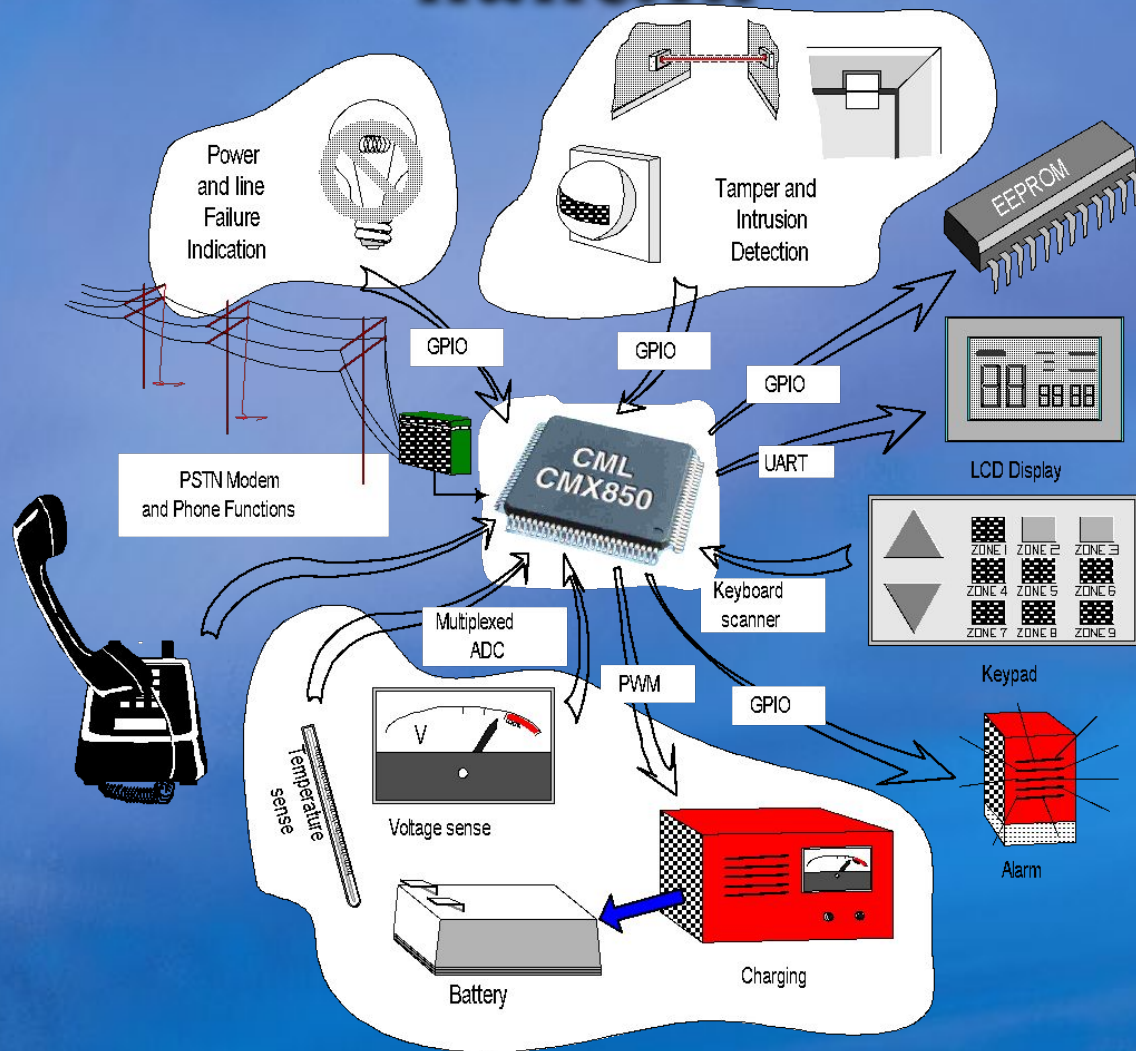 Power
and line
Failure
Indication
Tamper and
Intrusion
Detection
EEPROM
GPIO
GPIO
GPIO
UART
LCD Display
CML
CMX850
PSTN Modem
and Phone Functions
ZONE 1 ZONE 2 ZONE 3
ZONE 4 ZONE 5 ZONE 6
ZONE 7 ZONE 8 ZONE 9
Keypad
Keyboard
scanner
Multiplexed
ADC
PWM
GPIO
V
Temperature
sense
Voltage sense
Alarm
Battery
Charging